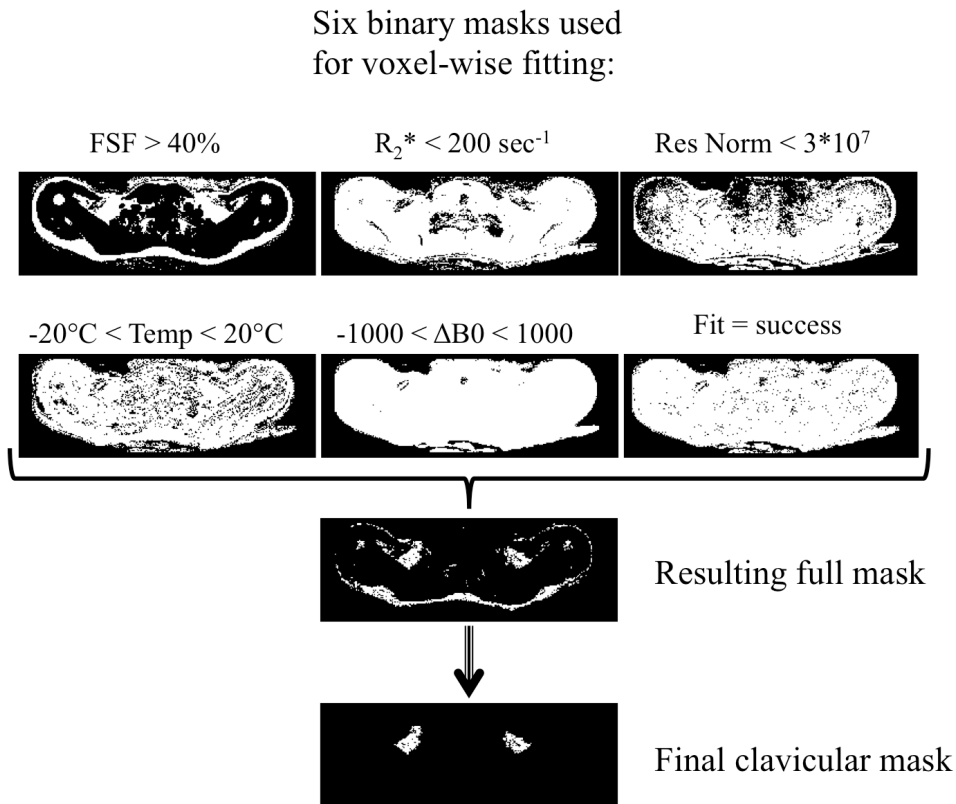 Six binary masks used
for voxel-wise fitting:
FSF > 40%
R₂* < 200 sec⁻¹
Res Norm < 3*10⁷
-20°C < Temp < 20°C
-1000 < ΔB0 < 1000
Fit = success
Resulting full mask
Final clavicular mask